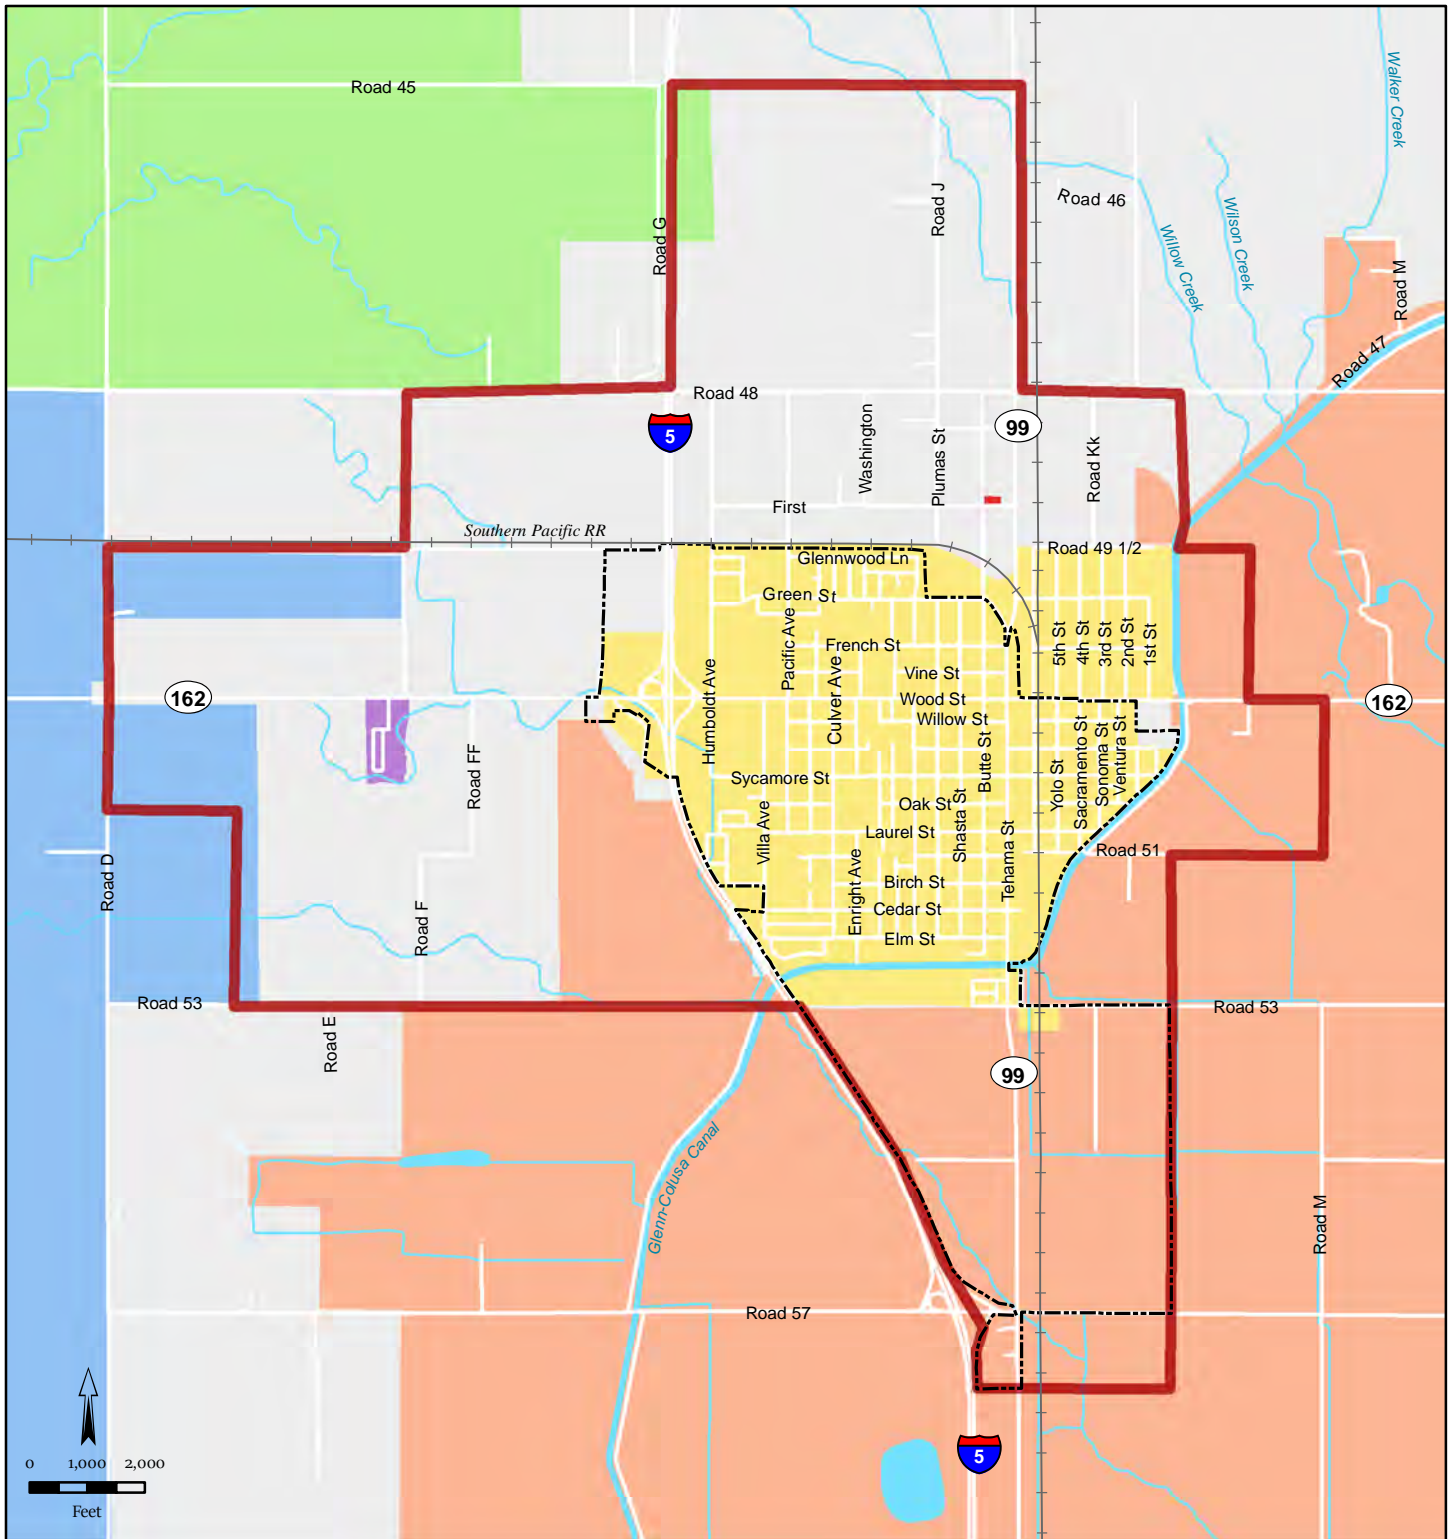 Road 45
Walker Creek
Road J
Road 46
Wilson Creek
Road G
Willow Creek
Road M
Road 47
Road 48
5
99
Washington
Plumas St
Road Kk
First
Southern Pacific RR
Road 49 1/2
Glennwood Ln
Green St
Pacific Ave
French St
5th St
4th St
3rd St
2nd St
1st St
Vine St
Culver Ave
Humboldt Ave
162
Wood St
162
Willow St
Butte St
Sacramento St
Sonoma St
Ventura St
Yolo St
Road FF
Sycamore St
Oak St
Shasta St
Villa Ave
Laurel St
Tehama St
Road 51
Road D
Birch St
Enright Ave
Cedar St
Road F
Elm St
Road 53
Road 53
Road E
99
Glenn-Colusa Canal
Road M
Road 57
5
0 1,000 2,000
Feet